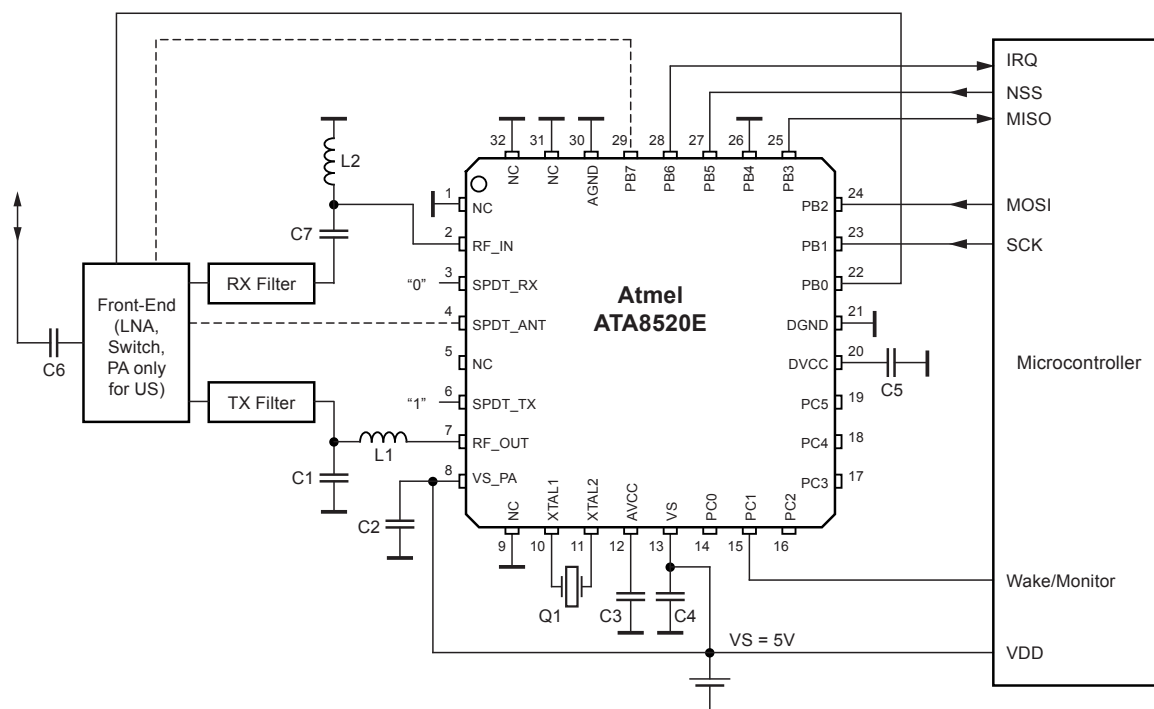 IRQ
NSS
MISO
MOSI
SCK
Microcontroller
Wake/Monitor
VDD
32
31
30
29
28
27
26
25
NC
NC
AGND
PB7
PB6
PB5
PB4
PB3
L2
C7
RX Filter
Front-End
(LNA,
Switch,
PA only
for US)
C6
TX Filter
C1
L1
C2
1
NC
2
RF_IN
"0"
3
SPDT_RX
4
SPDT_ANT
5
NC
"1"
6
SPDT_TX
7
RF_OUT
8
VS_PA
Atmel
ATA8520E
PB2
24
PB1
23
PB0
22
DGND
21
DVCC
20
C5
PC5
19
PC4
18
PC3
17
NC
XTAL1
XTAL2
AVCC
VS
PC0
PC1
PC2
9
10
11
12
13
14
15
16
Q1
C3
C4
VS = 5V